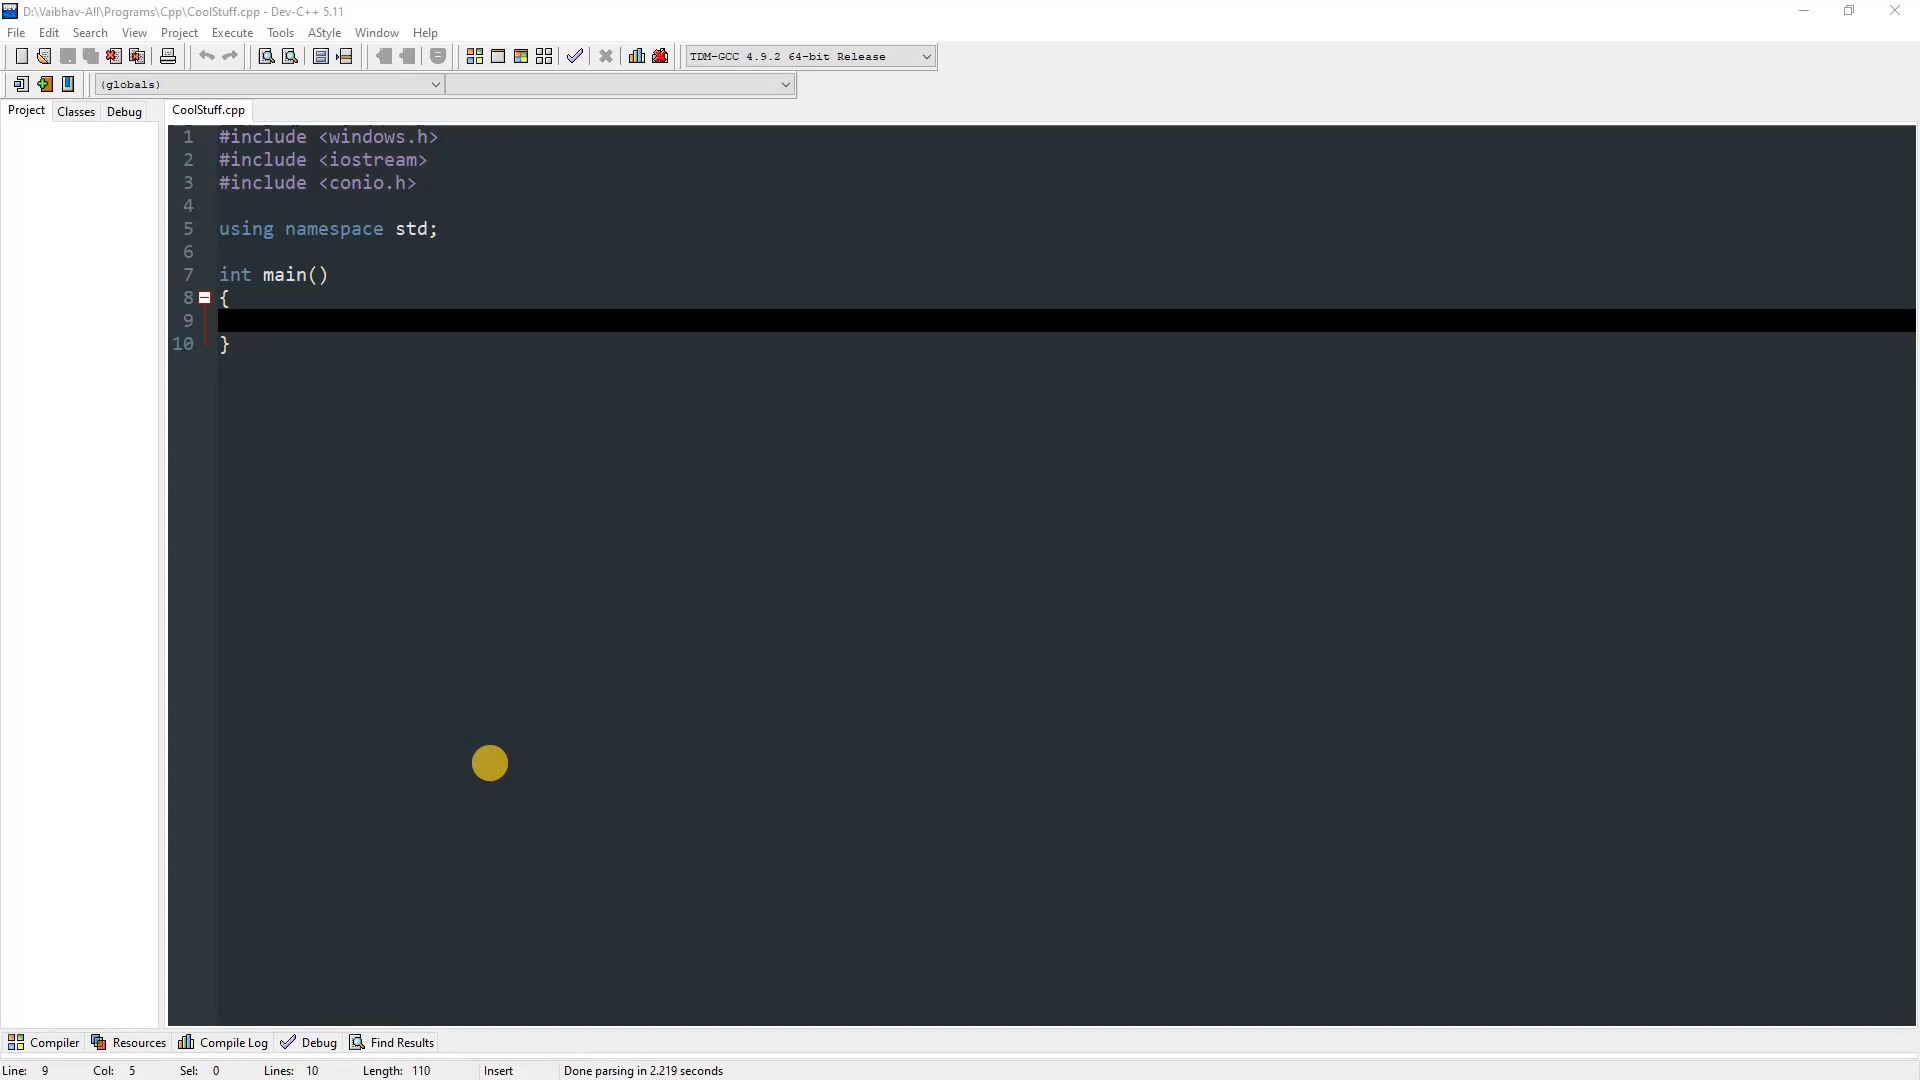 D:\Vaibhav-All\Programs\Cpp\CoolStuff.cpp - Dev-C++ 5.11
File Edit Search View Project Execute Tools AStyle Window Help
TDM-GCC 4.9.2 64-bit Release
(globals)
Project Classes Debug CoolStuff.cpp
1 #include <windows.h>
2 #include <iostream>
3 #include <conio.h>
4
5 using namespace std;
6
7 int main()
8 {
9
10 }
Compiler Resources Compile Log Debug Find Results
Line: 9 Col: 5 Sel: 0 Lines: 10 Length: 110 Insert Done parsing in 2.219 seconds